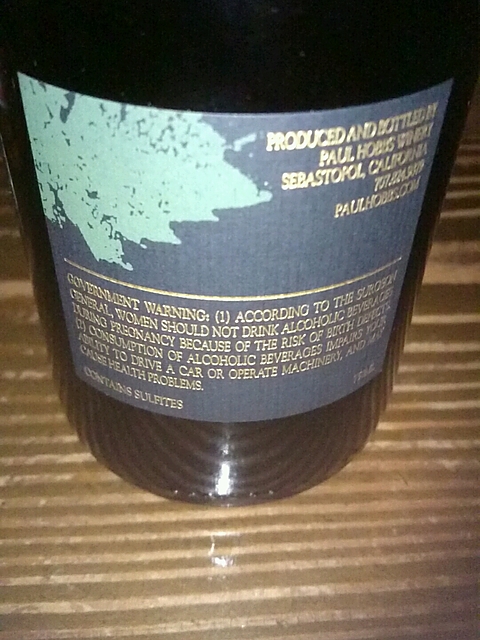 PRODUCED AND BOTTLED BY
PAUL HOBBS WINERY
SEBASTOPOL, CALIFORNIA
PAULHOBBS.COM
GOVERNMENT WARNING: (1) ACCORDING TO THE SURGEON
GENERAL, WOMEN SHOULD NOT DRINK ALCOHOLIC BEVERAGES
DURING PREGNANCY BECAUSE OF THE RISK OF BIRTH DEFECTS.
(2) CONSUMPTION OF ALCOHOLIC BEVERAGES IMPAIRS YOUR
ABILITY TO DRIVE A CAR OR OPERATE MACHINERY, AND MAY
CAUSE HEALTH PROBLEMS.
CONTAINS SULFITES